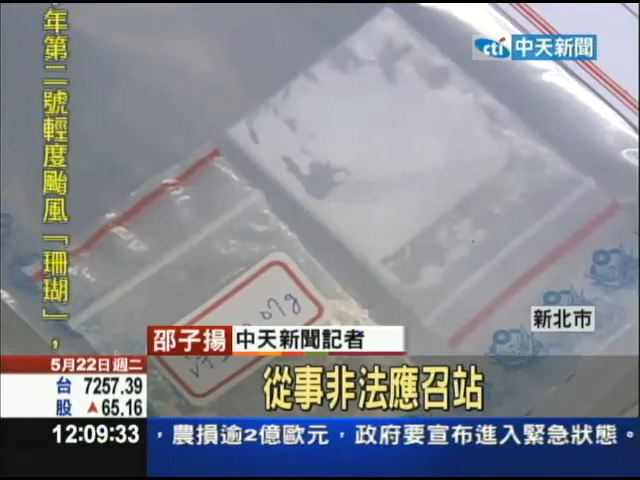 cti 中天新聞
年第二號輕度颱風「珊瑚」，
新北市
邵子揚 中天新聞記者
從事非法應召站
5月22日週二
台股 7257.39
▲65.16
12:09:33
，農損逾2億歐元，政府要宣布進入緊急狀態。